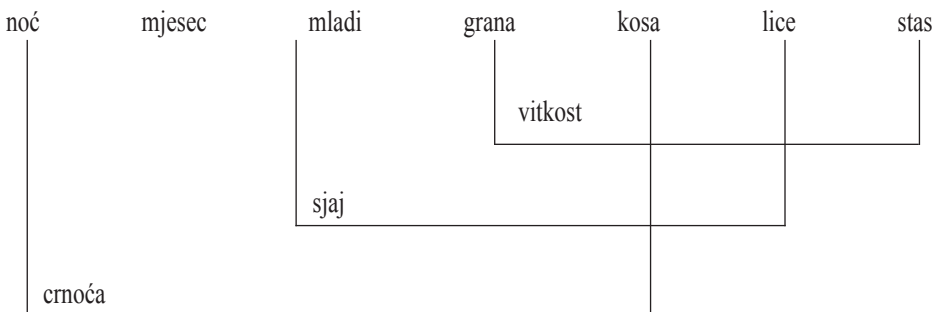 noć mjesec mladi grana kosa lice stas
vitkost
sjaj
crnoća